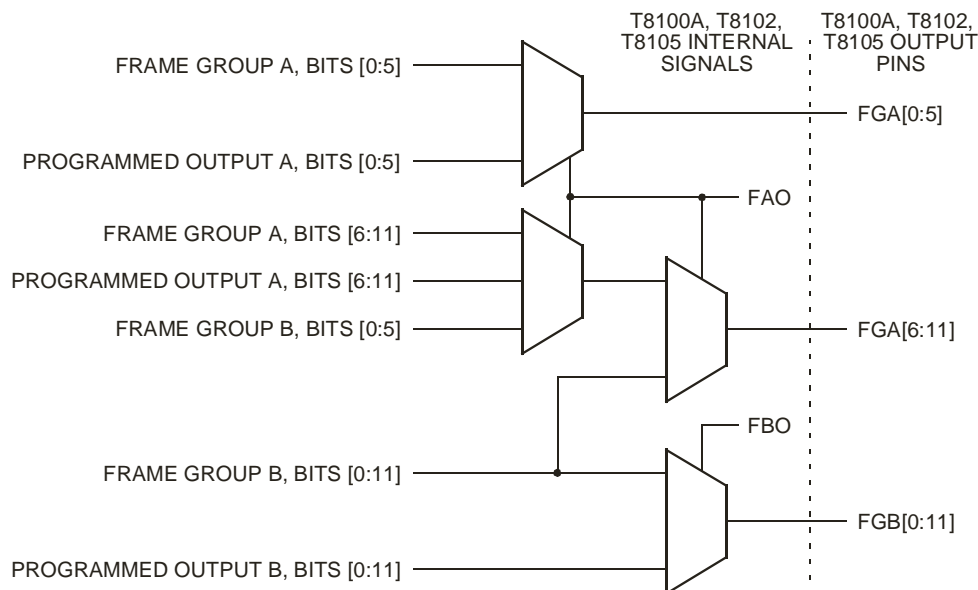 T8100A, T8102,
T8105 INTERNAL
SIGNALS
T8100A, T8102,
T8105 OUTPUT
PINS
FRAME GROUP A, BITS [0:5]
FGA[0:5]
PROGRAMMED OUTPUT A, BITS [0:5]
FAO
FRAME GROUP A, BITS [6:11]
PROGRAMMED OUTPUT A, BITS [6:11]
FRAME GROUP B, BITS [0:5]
FGA[6:11]
FBO
FRAME GROUP B, BITS [0:11]
FGB[0:11]
PROGRAMMED OUTPUT B, BITS [0:11]